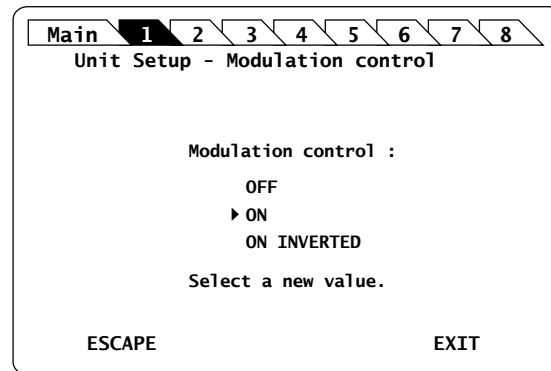 Main 1 2 3 4 5 6 7 8
Unit Setup - Modulation control
Modulation control :
OFF
ON
ON INVERTED
Select a new value.
ESCAPE EXIT